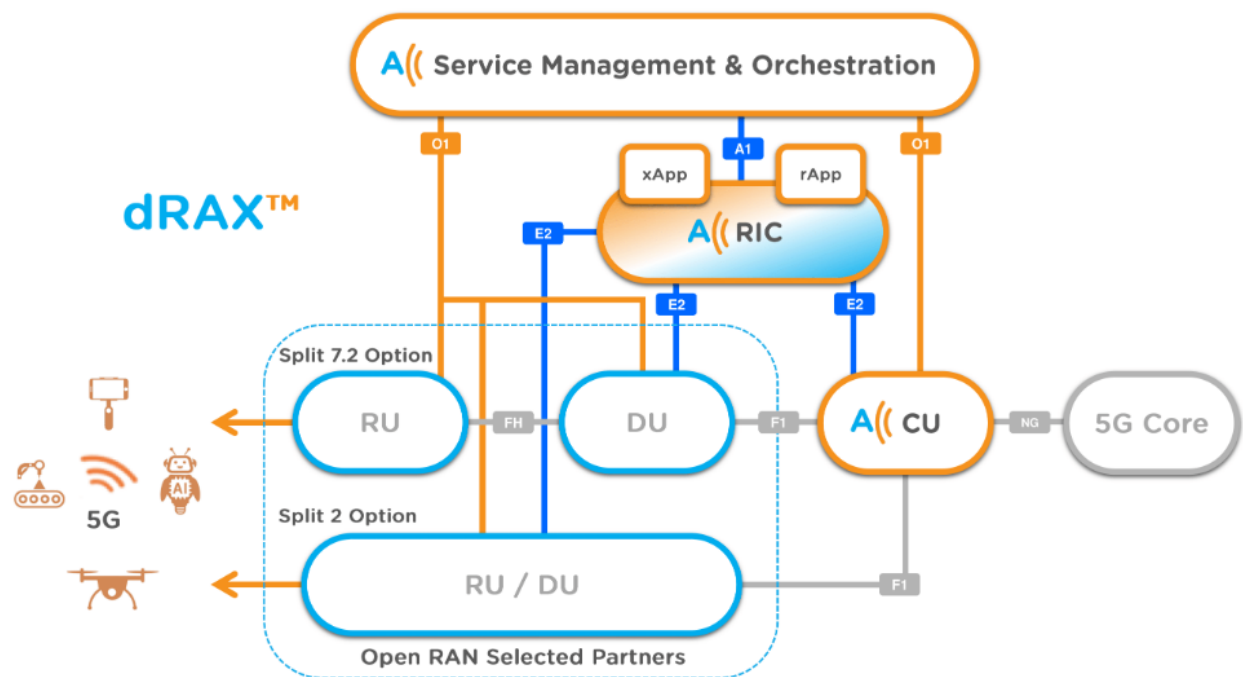 A Service Management & Orchestration
O1
A1
O1
xApp
rApp
dRAX™
E2
A RIC
E2
E2
Split 7.2 Option
RU
FH
DU
F1
A CU
NG
5G Core
AI
5G
Split 2 Option
RU / DU
F1
Open RAN Selected Partners